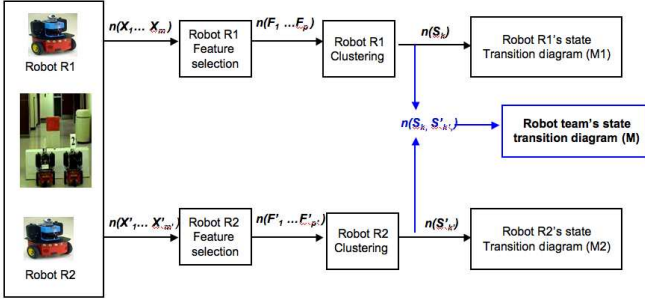 Robot R1
n(X1... Xm)
Robot R1
Feature
selection
n(F1 ...Fp)
Robot R1
Clustering
n(Sk)
Robot R1's state
Transition diagram (M1)
n(Sk, S'k',)
Robot team's state
transition diagram (M)
Robot R2
n(X'1... X'm')
Robot R2
Feature
selection
n(F'1 ...F'p')
Robot R2
Clustering
n(S'k')
Robot R2's state
Transition diagram (M2)